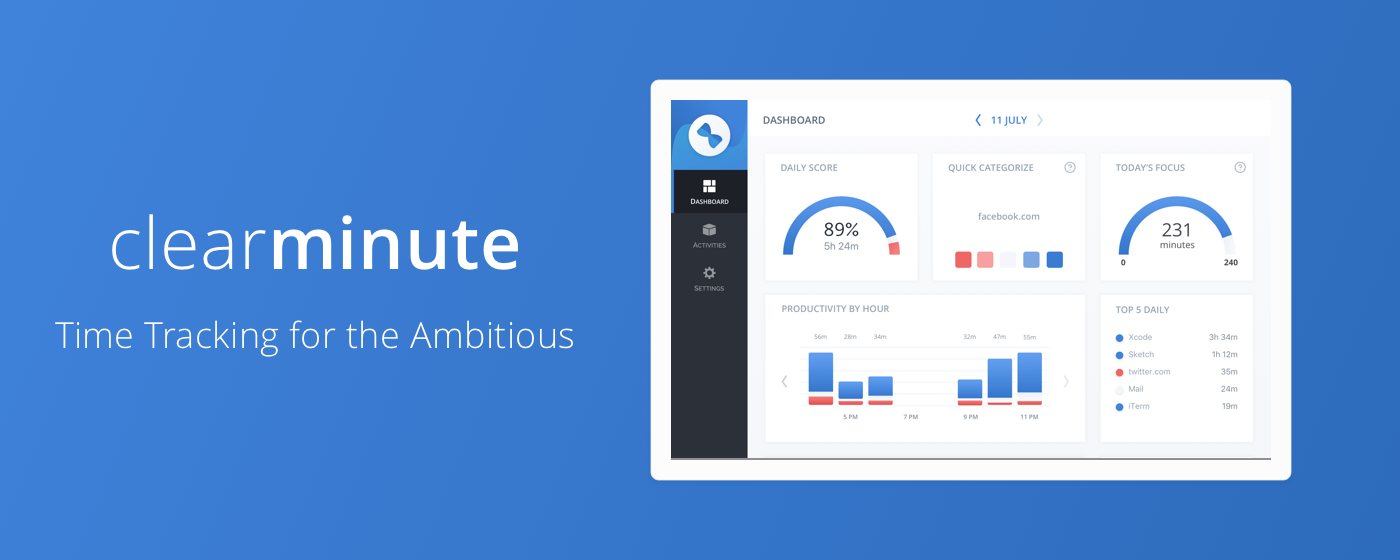 clearminute
Time Tracking for the Ambitious
DASHBOARD
11 JULY
DASHBOARD
ACTIVITIES
SETTINGS
DAILY SCORE
89%
5h 24m
QUICK CATEGORIZE
?
facebook.com
TODAY'S FOCUS
?
231
minutes
0 240
PRODUCTIVITY BY HOUR
56m 28m 34m 32m 47m 55m
5 PM 7 PM 9 PM 11 PM
TOP 5 DAILY
Xcode 3h 34m
Sketch 1h 12m
twitter.com 35m
Mail 24m
iTerm 19m